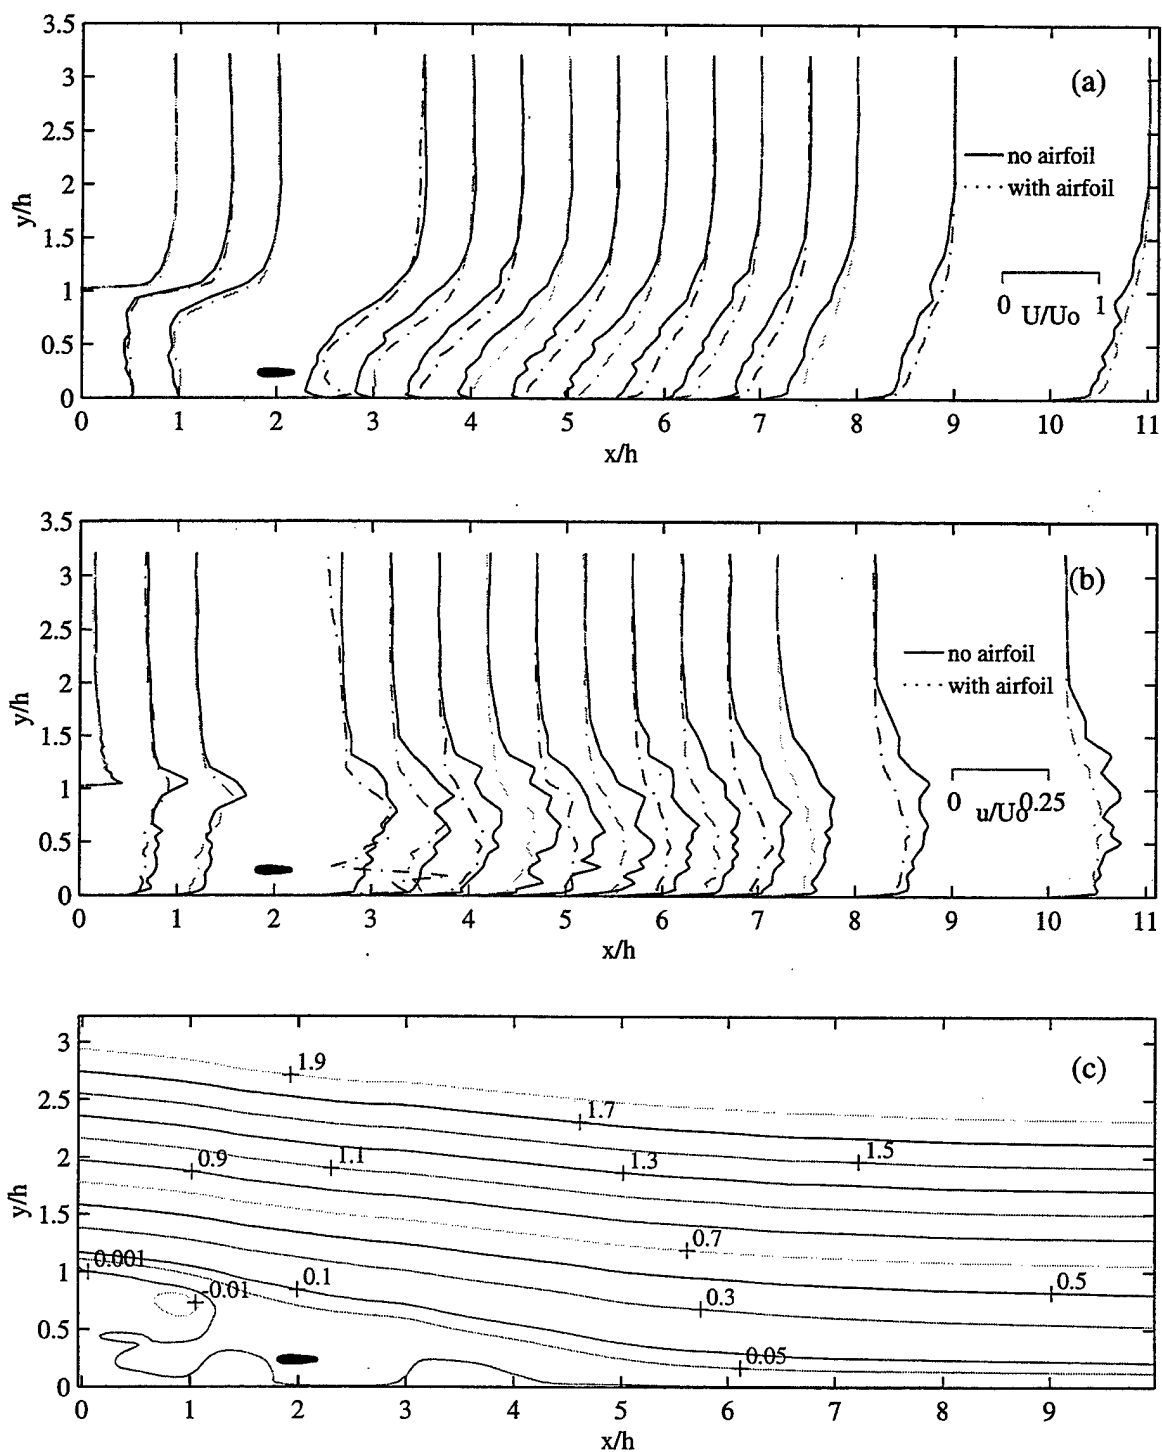 3.5
(a)
3
no airfoil
2.5
with airfoil
2
y/h
1.5
1
0 U/Uo 1
0.5
0
0 1 2 3 4 5 6 7 8 9 10 11
x/h
3.5
(b)
3
no airfoil
2.5
with airfoil
2
y/h
1.5
1
0 u/Uo 0.25
0.5
0
0 1 2 3 4 5 6 7 8 9 10 11
x/h
3
1.9
(c)
2.5
1.7
2
0.9 1.1 1.3 1.5
y/h
1.5
0.7
1
0.001 -0.01 0.1 0.3 0.5
0.5
0.05
0
0 1 2 3 4 5 6 7 8 9
x/h